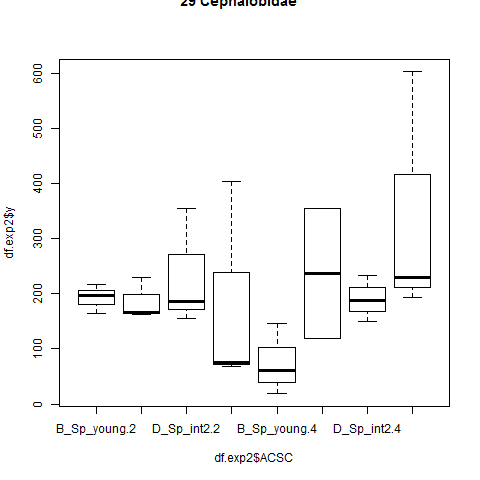 29 Cephalobidae
600
500
400
300
200
100
0
df.exp2$y
B_Sp_young.2 D_Sp_int2.2 B_Sp_young.4 D_Sp_int2.4
df.exp2$ACSC